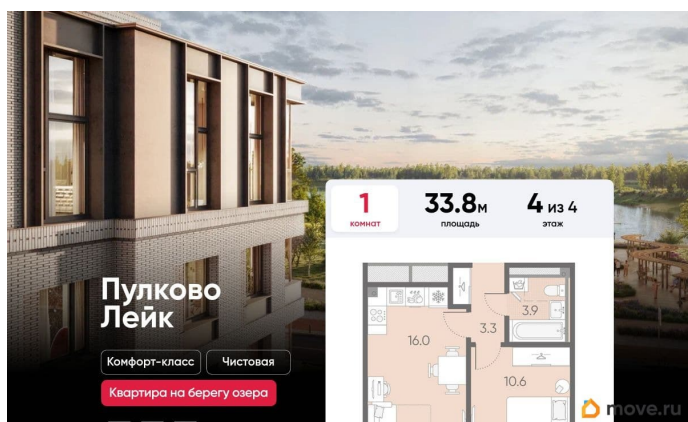 1
комнат
33.8м
площадь
4 из 4
этаж
Пулково
Лейк
Комфорт-класс
Чистовая
Квартира на берегу озера
16.0
3.3
3.9
10.6
move.ru